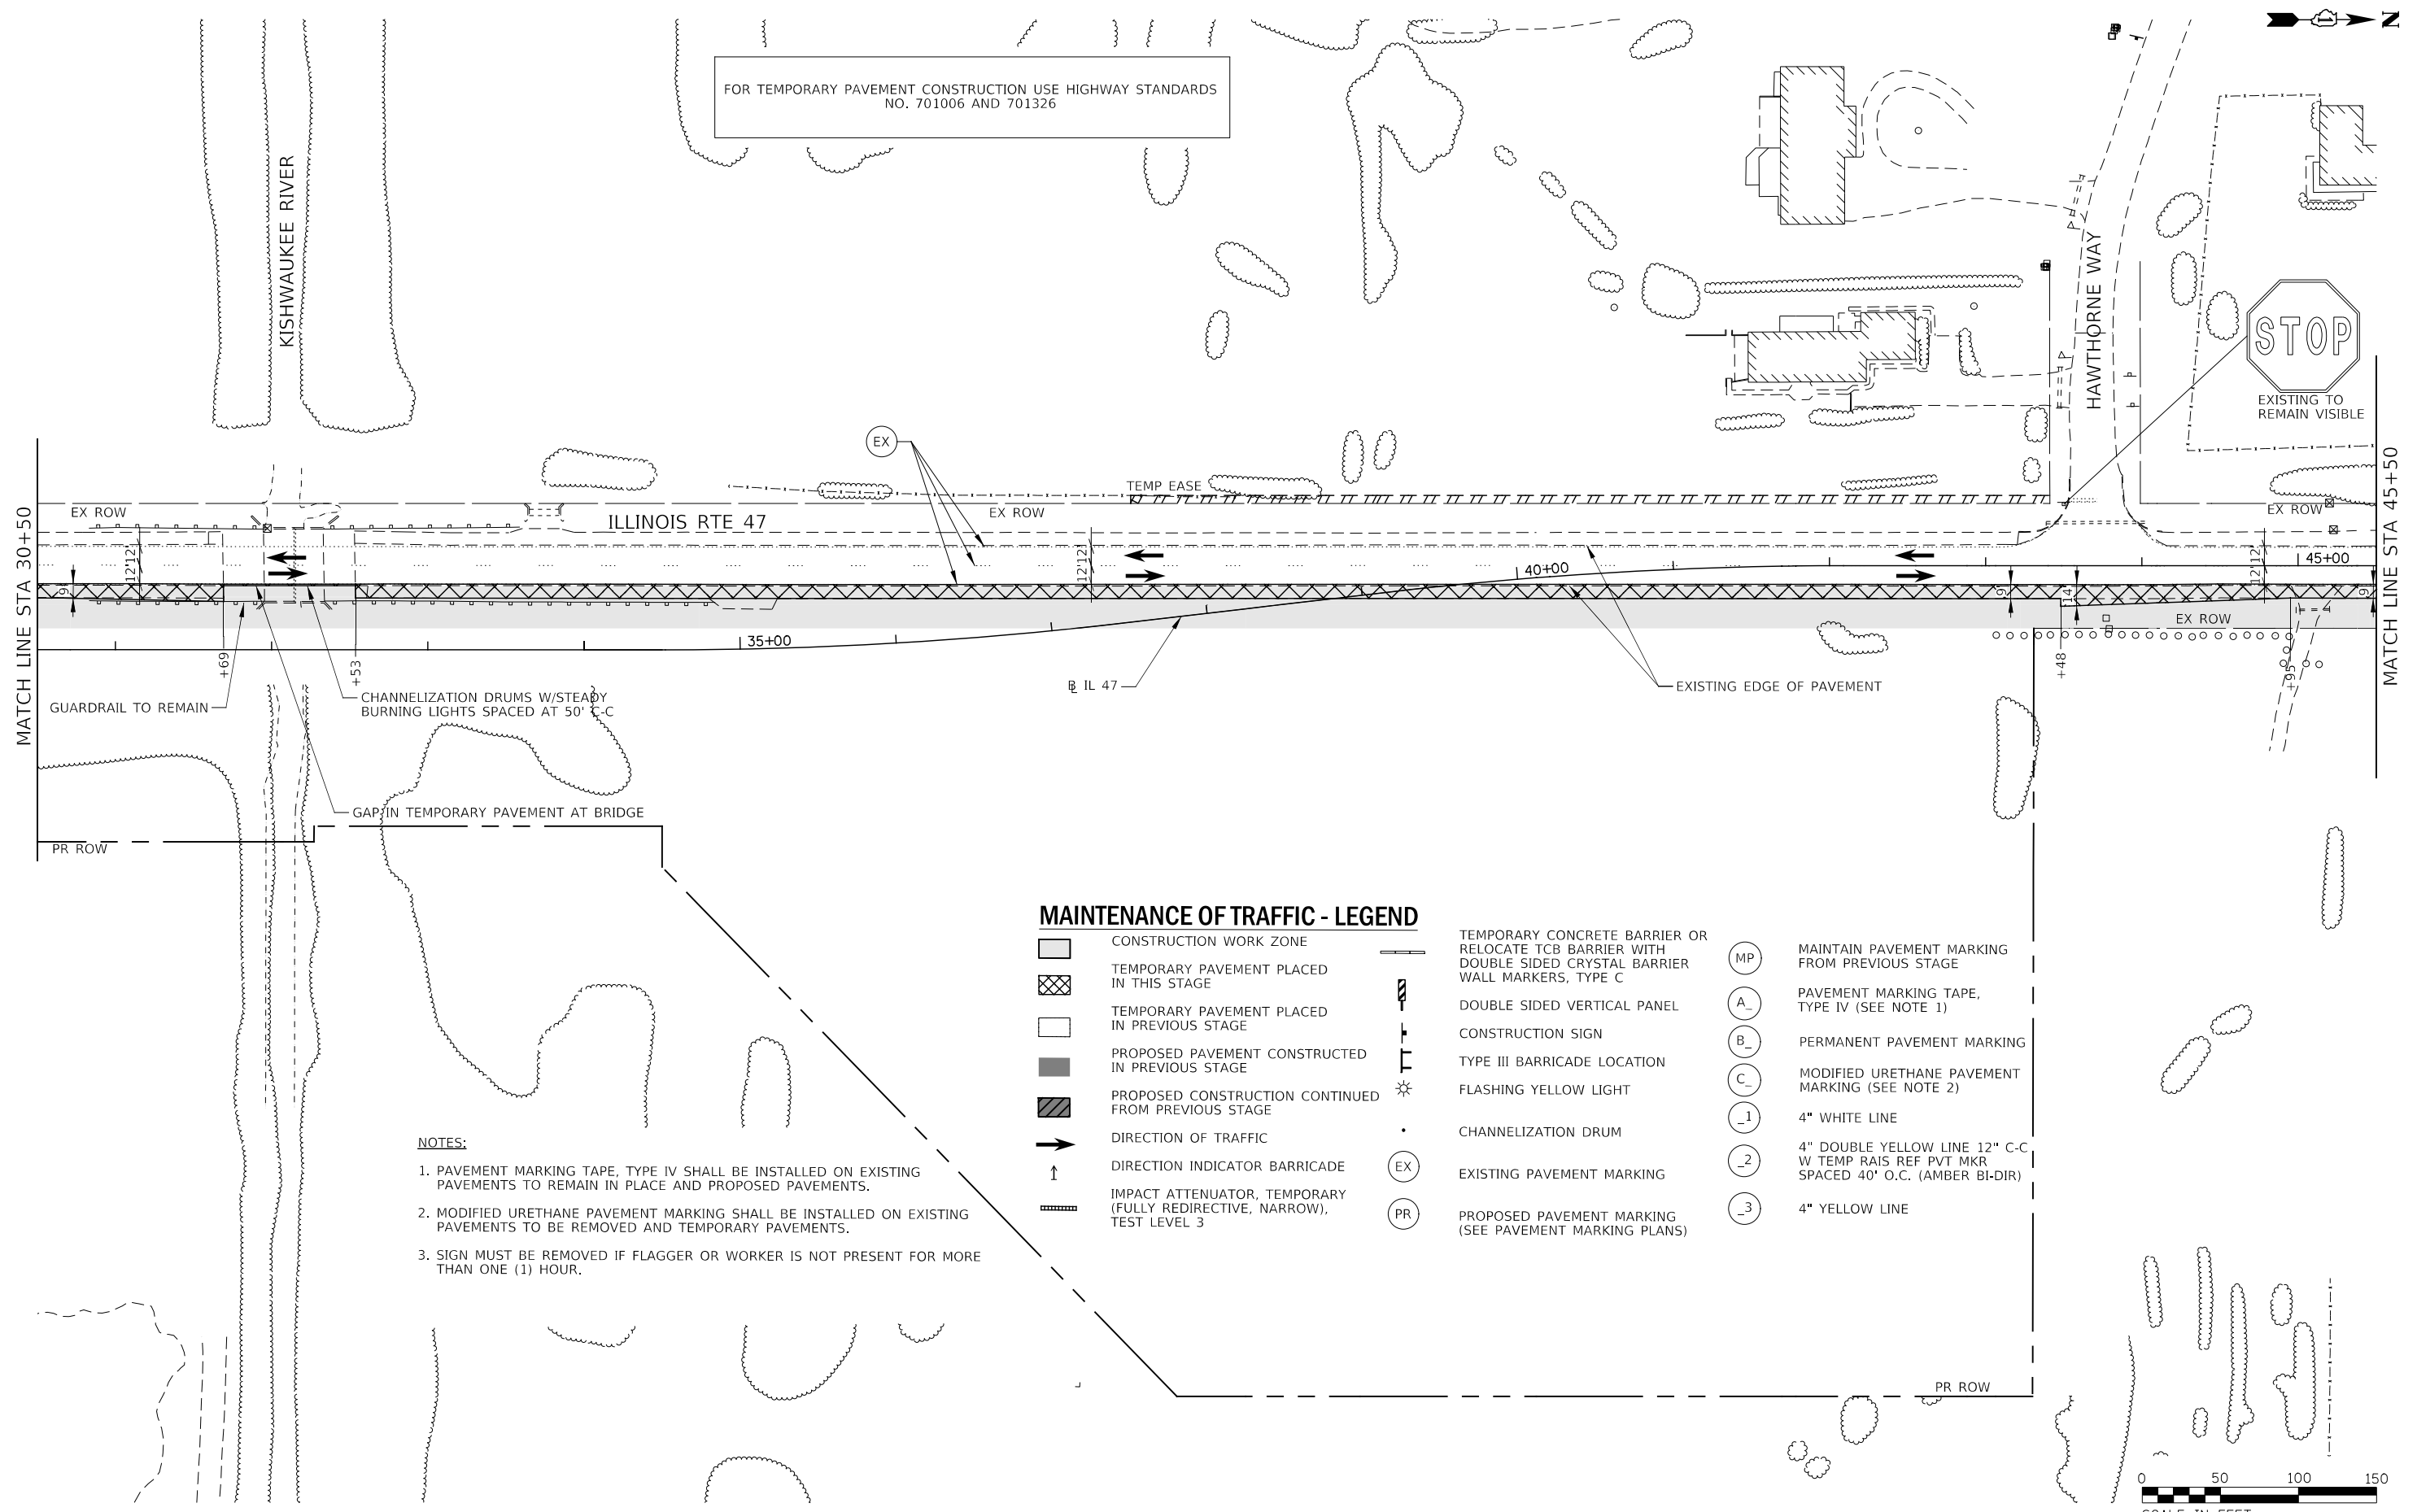 N
FOR TEMPORARY PAVEMENT CONSTRUCTION USE HIGHWAY STANDARDS
NO. 701006 AND 701326
KISHWAUKEE RIVER
HAWTHORNE WAY
STOP
EXISTING TO
REMAIN VISIBLE
MATCH LINE STA 30+50
MATCH LINE STA 45+50
EX
TEMP EASE
EX ROW
ILLINOIS RTE 47
EX ROW
EX ROW
12' 12'
12' 12'
12' 12'
40+00
45+00
9'
9'
14'
9'
EX ROW
35+00
+69
+53
+48
+95
GUARDRAIL TO REMAIN
CHANNELIZATION DRUMS W/STEADY
BURNING LIGHTS SPACED AT 50' C-C
B IL 47
EXISTING EDGE OF PAVEMENT
GAP IN TEMPORARY PAVEMENT AT BRIDGE
PR ROW
MAINTENANCE OF TRAFFIC - LEGEND
CONSTRUCTION WORK ZONE
TEMPORARY PAVEMENT PLACED
IN THIS STAGE
TEMPORARY PAVEMENT PLACED
IN PREVIOUS STAGE
PROPOSED PAVEMENT CONSTRUCTED
IN PREVIOUS STAGE
PROPOSED CONSTRUCTION CONTINUED
FROM PREVIOUS STAGE
DIRECTION OF TRAFFIC
DIRECTION INDICATOR BARRICADE
IMPACT ATTENUATOR, TEMPORARY
(FULLY REDIRECTIVE, NARROW),
TEST LEVEL 3
TEMPORARY CONCRETE BARRIER OR
RELOCATE TCB BARRIER WITH
DOUBLE SIDED CRYSTAL BARRIER
WALL MARKERS, TYPE C
DOUBLE SIDED VERTICAL PANEL
CONSTRUCTION SIGN
TYPE III BARRICADE LOCATION
FLASHING YELLOW LIGHT
CHANNELIZATION DRUM
EX EXISTING PAVEMENT MARKING
PR PROPOSED PAVEMENT MARKING
(SEE PAVEMENT MARKING PLANS)
MP MAINTAIN PAVEMENT MARKING
FROM PREVIOUS STAGE
A_ PAVEMENT MARKING TAPE,
TYPE IV (SEE NOTE 1)
B_ PERMANENT PAVEMENT MARKING
C_ MODIFIED URETHANE PAVEMENT
MARKING (SEE NOTE 2)
_1 4" WHITE LINE
_2 4" DOUBLE YELLOW LINE 12" C-C
W TEMP RAIS REF PVT MKR
SPACED 40' O.C. (AMBER BI-DIR)
_3 4" YELLOW LINE
NOTES:
1. PAVEMENT MARKING TAPE, TYPE IV SHALL BE INSTALLED ON EXISTING
PAVEMENTS TO REMAIN IN PLACE AND PROPOSED PAVEMENTS.
2. MODIFIED URETHANE PAVEMENT MARKING SHALL BE INSTALLED ON EXISTING
PAVEMENTS TO BE REMOVED AND TEMPORARY PAVEMENTS.
3. SIGN MUST BE REMOVED IF FLAGGER OR WORKER IS NOT PRESENT FOR MORE
THAN ONE (1) HOUR.
PR ROW
0 50 100 150